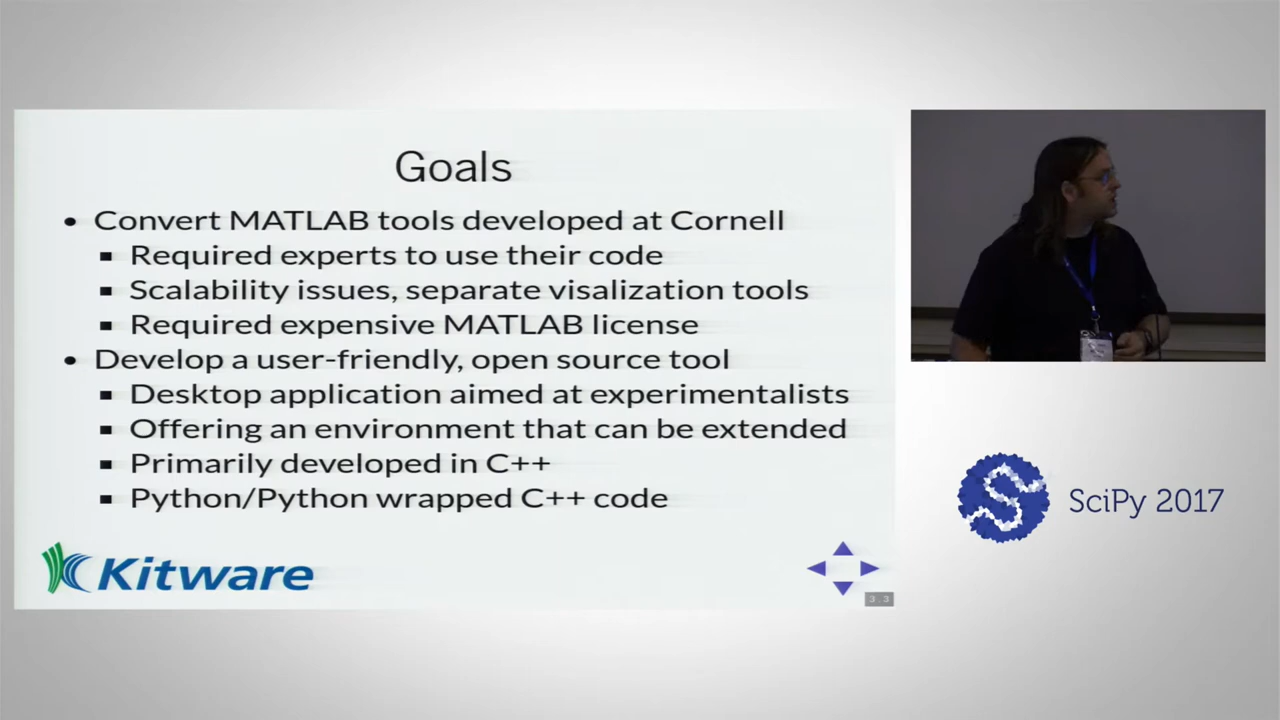 Goals
• Convert MATLAB tools developed at Cornell
▪ Required experts to use their code
▪ Scalability issues, separate visalization tools
▪ Required expensive MATLAB license
• Develop a user-friendly, open source tool
▪ Desktop application aimed at experimentalists
▪ Offering an environment that can be extended
▪ Primarily developed in C++
▪ Python/Python wrapped C++ code
Kitware
3.3
SciPy 2017